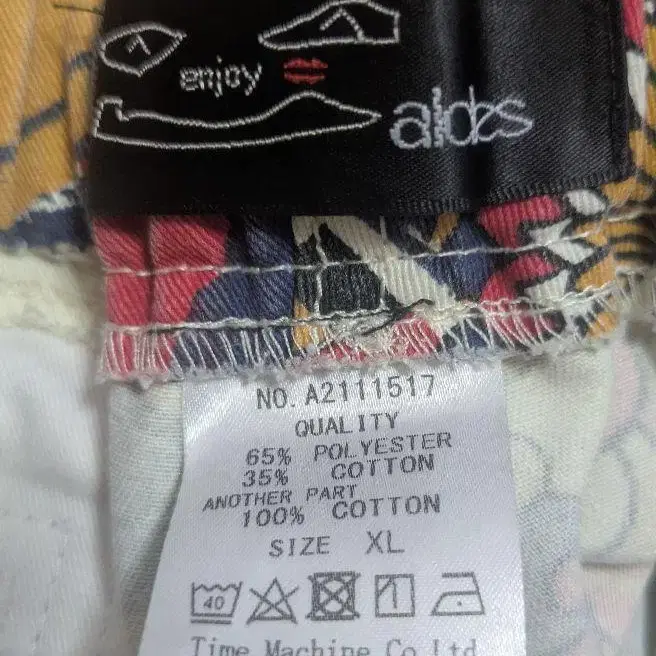 enjoy
aides
NO. A2111517
QUALITY
65% POLYESTER
35% COTTON
ANOTHER PART
100% COTTON
SIZE XL
40
Time Machine Co Ltd